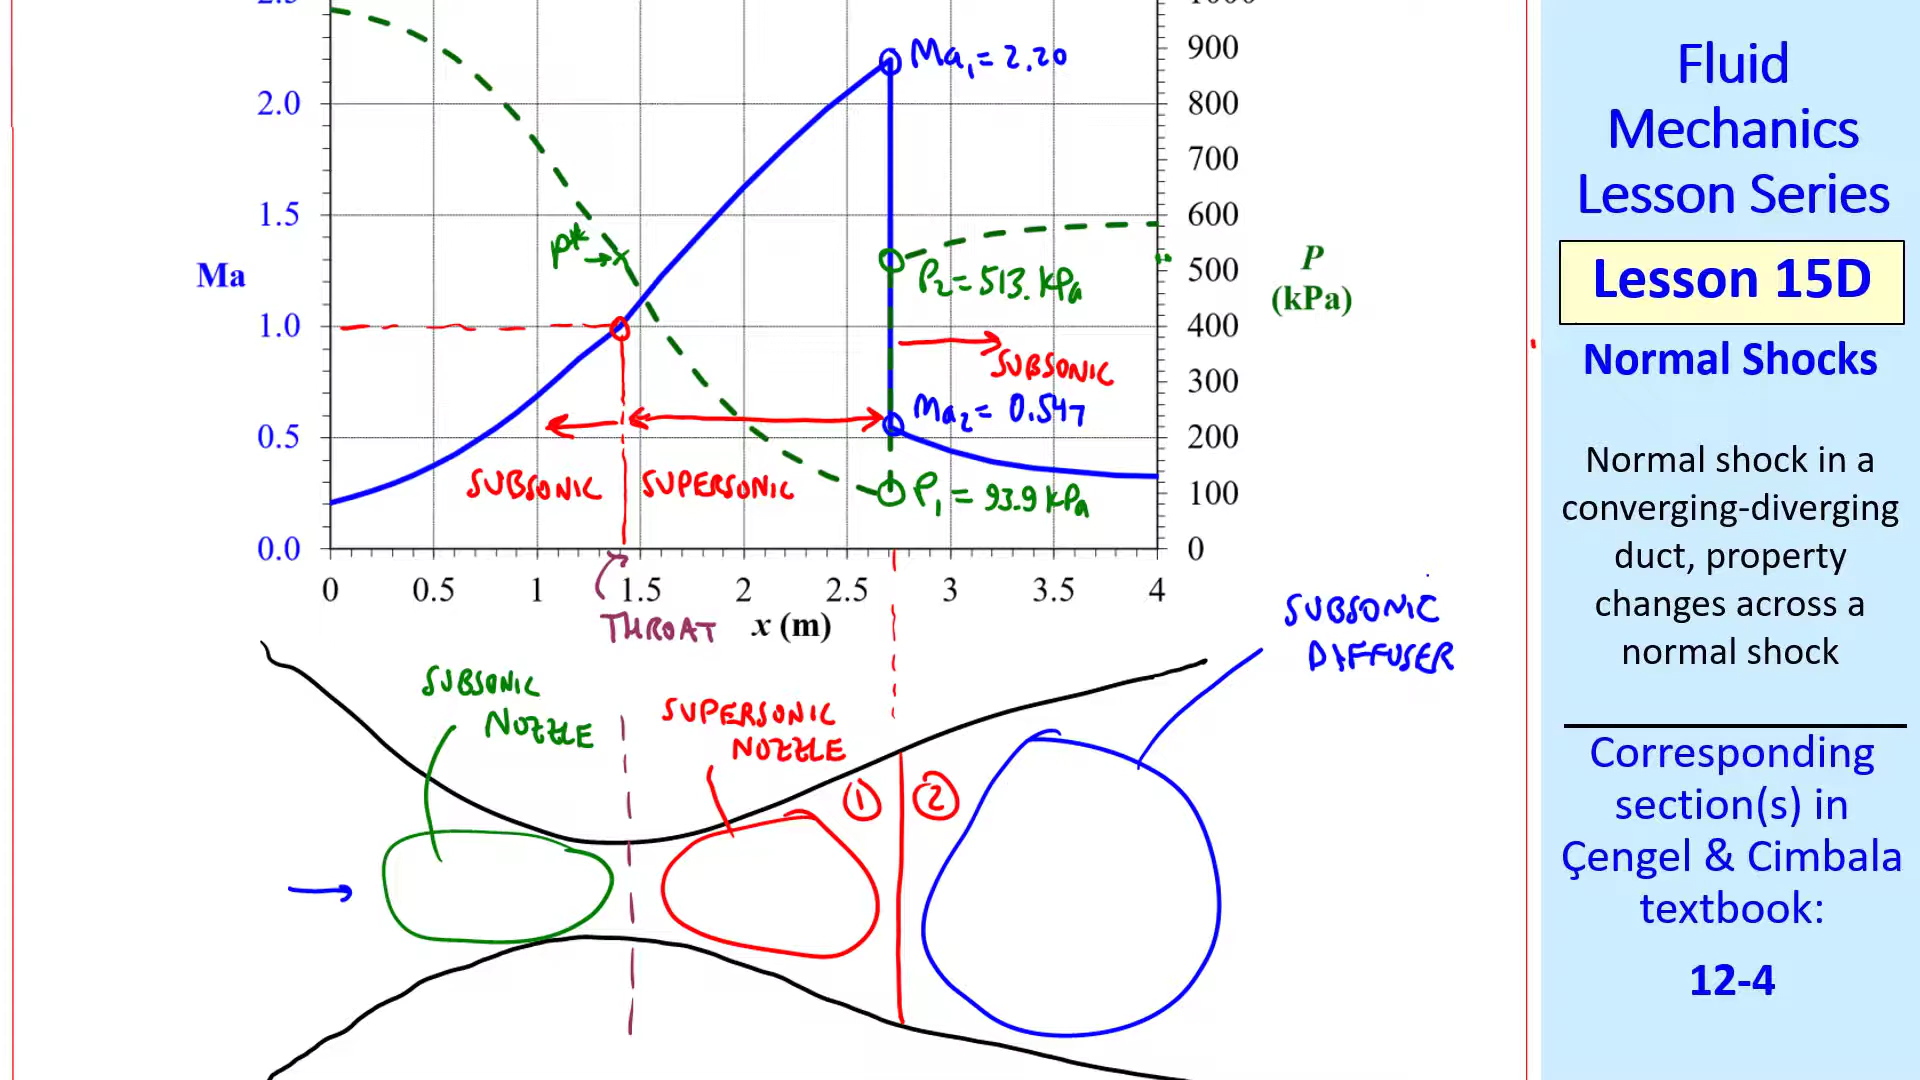 2.5
1000
900
Ma₁ = 2.20
2.0
800
700
1.5
600
P*
Ma
500
P
(kPa)
P₂ = 513. kPa
1.0
400
SUBSONIC
300
Ma₂ = 0.547
0.5
200
SUBSONIC
SUPERSONIC
P₁ = 93.9 kPa
100
0.0
0
0 0.5 1 1.5 2 2.5 3 3.5 4
THROAT
x (m)
SUBSONIC
DIFFUSER
SUBSONIC
NOZZLE
SUPERSONIC
NOZZLE
① ②
Fluid
Mechanics
Lesson Series
Lesson 15D
Normal Shocks
Normal shock in a
converging-diverging
duct, property
changes across a
normal shock
Corresponding
section(s) in
Çengel & Cimbala
textbook:
12-4